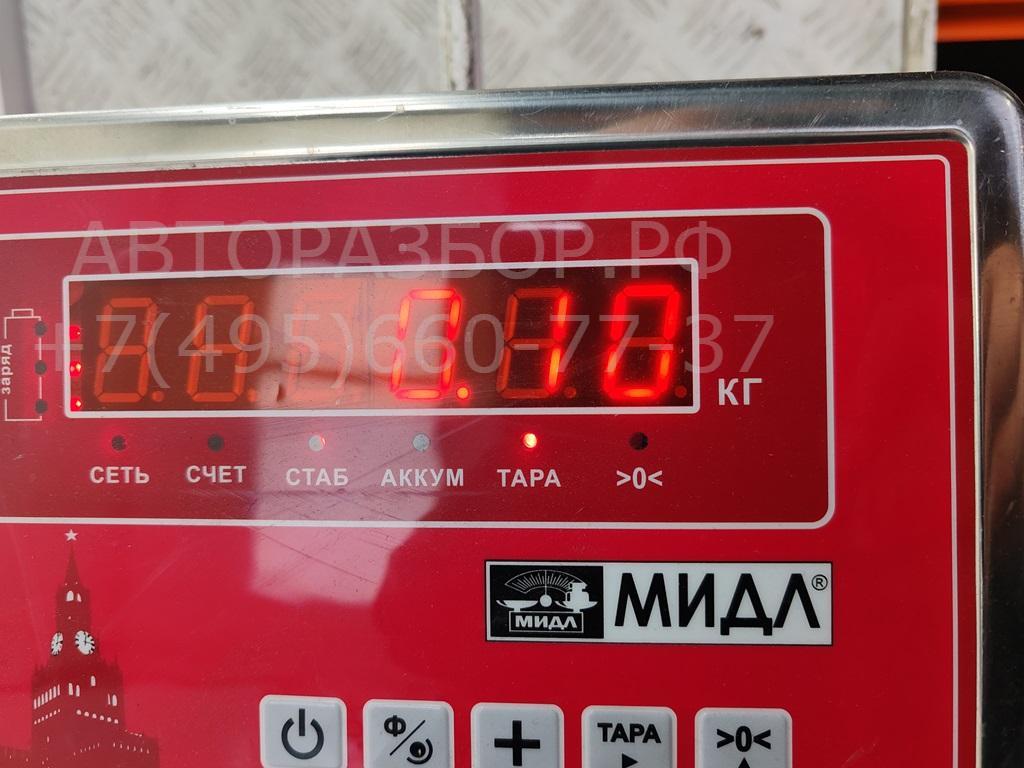 АВТОРАЗБОР.РФ
+7(495)660-77-37
заряд
0.10
КГ
СЕТЬ СЧЕТ СТАБ АККУМ ТАРА >0<
МИДЛ МИДЛ®
Ф/ + ТАРА >0<